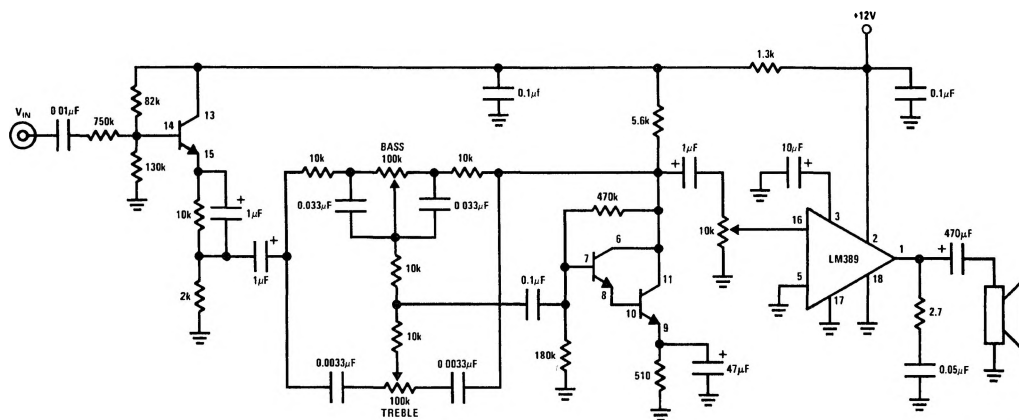 +12V
1.3k
V_IN
0 01µF
750k
82k
13
14
15
130k
10k
1µF
1µF
2k
0.1µf
5.6k
0.1µF
BASS
10k
100k
10k
0.033µF
0 033µF
10k
10k
0.0033µF
0 0033µF
100k
TREBLE
0.1µF
180k
470k
6
7
8
11
10
9
510
47µF
1µF
10k
10µF
3
16
2
1
LM389
5
17
18
470µF
2.7
0.05µF